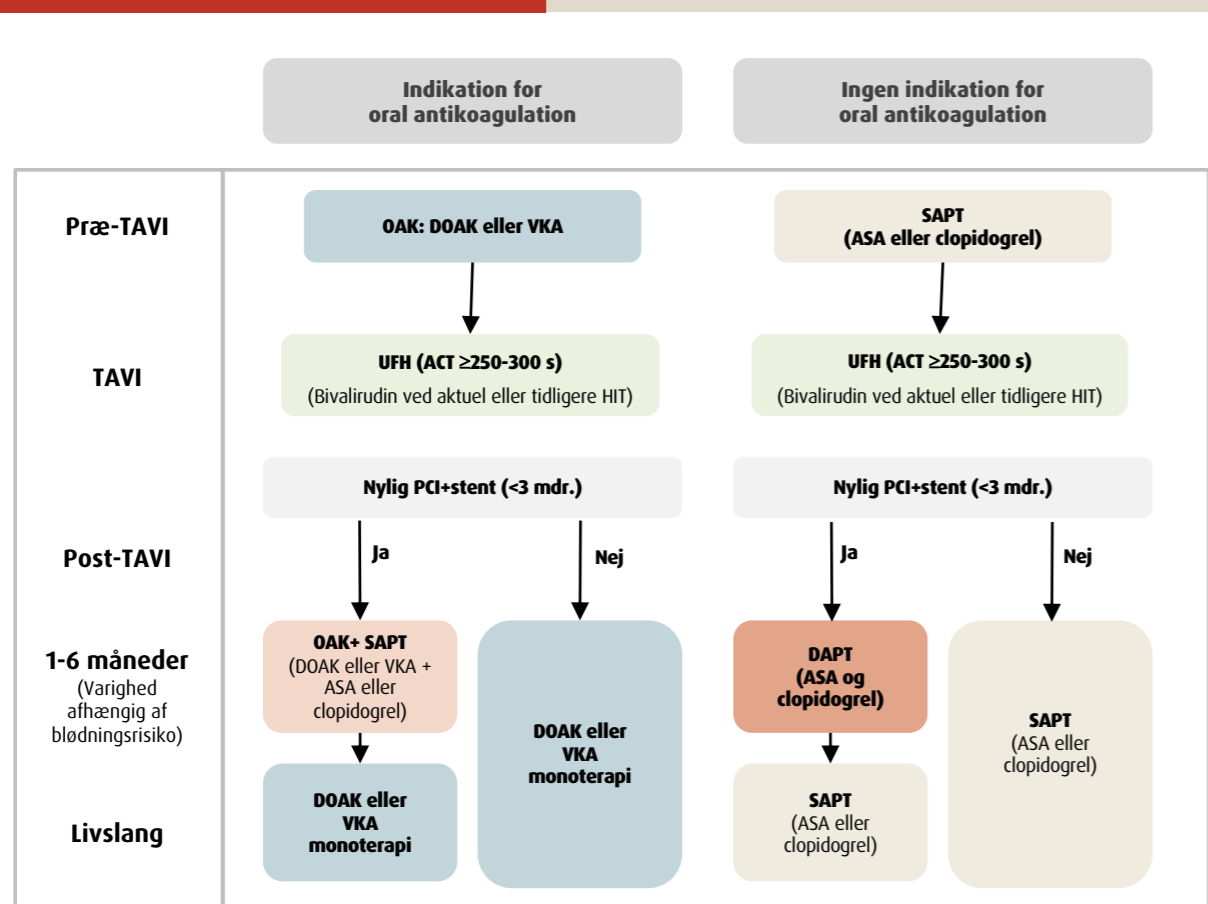 Indikation for
oral antikoagulation
Ingen indikation for
oral antikoagulation
Præ-TAVI
OAK: DOAK eller VKA
SAPT
(ASA eller clopidogrel)
TAVI
UFH (ACT ≥250-300 s)
(Bivalirudin ved aktuel eller tidligere HIT)
UFH (ACT ≥250-300 s)
(Bivalirudin ved aktuel eller tidligere HIT)
Post-TAVI
Nylig PCI+stent (<3 mdr.)
Nylig PCI+stent (<3 mdr.)
Ja
Nej
Ja
Nej
1-6 måneder
(Varighed
afhængig af
blødningsrisiko)
OAK+ SAPT
(DOAK eller VKA +
ASA eller
clopidogrel)
DOAK eller
VKA
monoterapi
DAPT
(ASA og
clopidogrel)
SAPT
(ASA eller
clopidogrel)
Livslang
DOAK eller
VKA
monoterapi
SAPT
(ASA eller
clopidogrel)